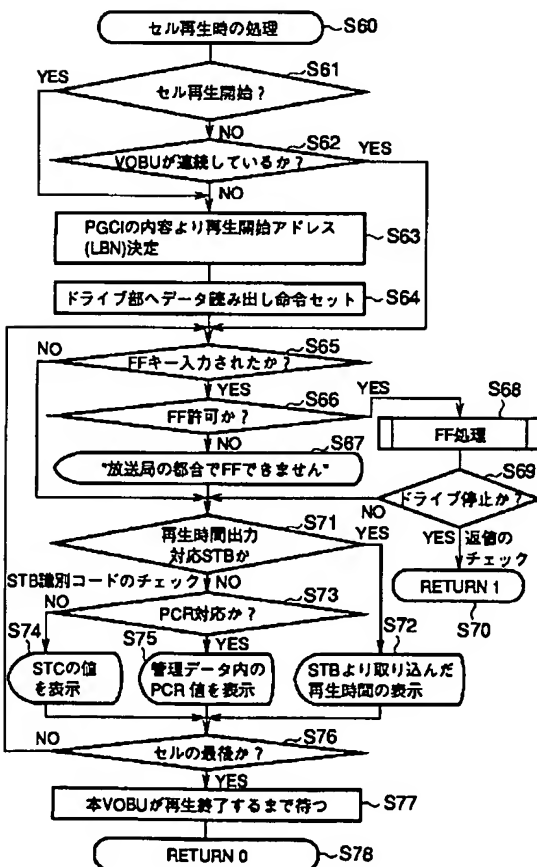 セル再生時の処理
S60
S61
YES
セル再生開始？
NO
S62
VOBUが連続しているか？
YES
NO
PGCIの内容より再生開始アドレス
(LBN)決定
S63
ドライブ部へデータ読み出し命令セット
S64
NO
S65
FFキー入力されたか？
YES
S66
YES
S68
FF許可か？
FF処理
NO
S67
"放送局の都合でFFできません"
S69
ドライブ停止か？
NO
S71
再生時間出力
対応STBか
YES
YES
返信の
チェック
RETURN 1
S70
STB識別コードのチェック
NO
S73
NO
PCR対応か？
S74
S75
YES
S72
STCの値
を表示
管理データ内の
PCR 値を表示
STBより取り込んだ
再生時間の表示
NO
S76
セルの最後か？
YES
本VOBUが再生終了するまで待つ
S77
RETURN 0
S78